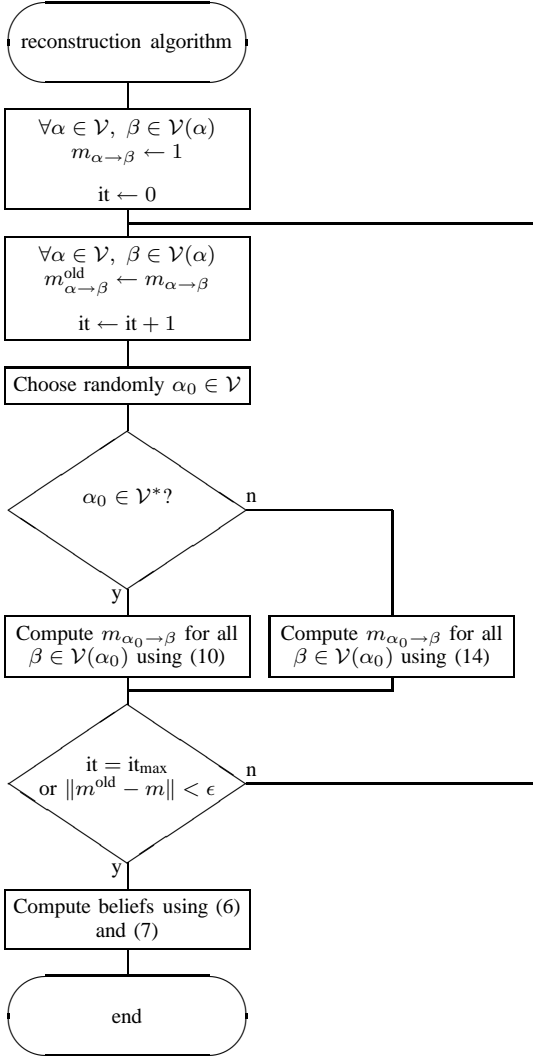 reconstruction algorithm
∀α ∈ 𝒱, β ∈ 𝒱(α)
m_{α→β} ← 1
it ← 0
∀α ∈ 𝒱, β ∈ 𝒱(α)
m^{old}_{α→β} ← m_{α→β}
it ← it + 1
Choose randomly α₀ ∈ 𝒱
α₀ ∈ 𝒱*?
n
y
Compute m_{α₀→β} for all
β ∈ 𝒱(α₀) using (10)
Compute m_{α₀→β} for all
β ∈ 𝒱(α₀) using (14)
it = it_{max}
or ‖m^{old} − m‖ < ϵ
n
y
Compute beliefs using (6)
and (7)
end